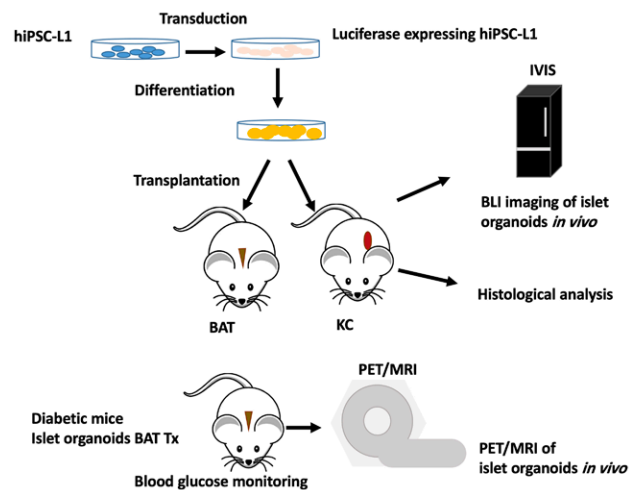 Transduction
hiPSC-L1
Luciferase expressing hiPSC-L1
Differentiation
IVIS
Transplantation
BLI imaging of islet
organoids in vivo
BAT
KC
Histological analysis
PET/MRI
Diabetic mice
Islet organoids BAT Tx
PET/MRI of
islet organoids in vivo
Blood glucose monitoring